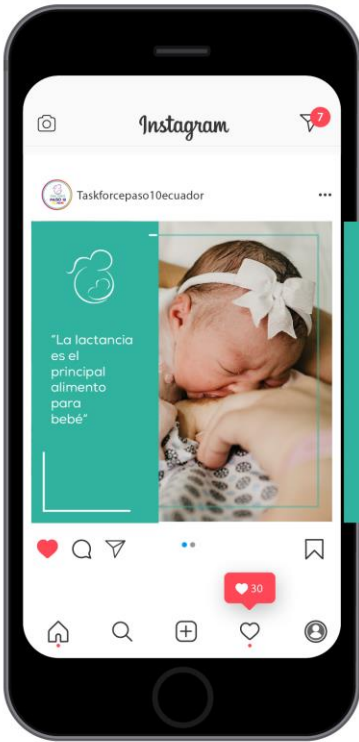 7
Instagram
Taskforcepaso10ecuador
"La lactancia
es el
principal
alimento
para
bebé"
30